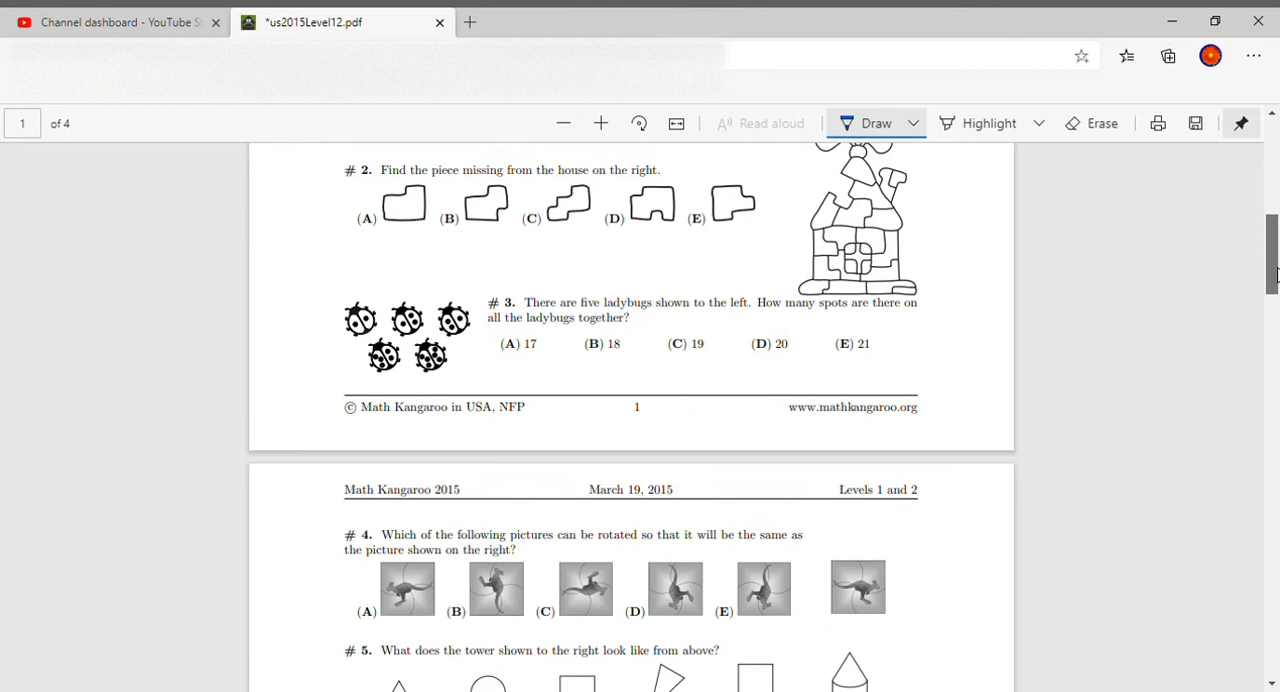 Channel dashboard - YouTube S
*us2015Level12.pdf
1 of 4
Read aloud
Draw
Highlight
Erase
# 2. Find the piece missing from the house on the right.
(A) (B) (C) (D) (E)
# 3. There are five ladybugs shown to the left. How many spots are there on
all the ladybugs together?
(A) 17 (B) 18 (C) 19 (D) 20 (E) 21
© Math Kangaroo in USA, NFP 1 www.mathkangaroo.org
Math Kangaroo 2015 March 19, 2015 Levels 1 and 2
# 4. Which of the following pictures can be rotated so that it will be the same as
the picture shown on the right?
(A) (B) (C) (D) (E)
# 5. What does the tower shown to the right look like from above?